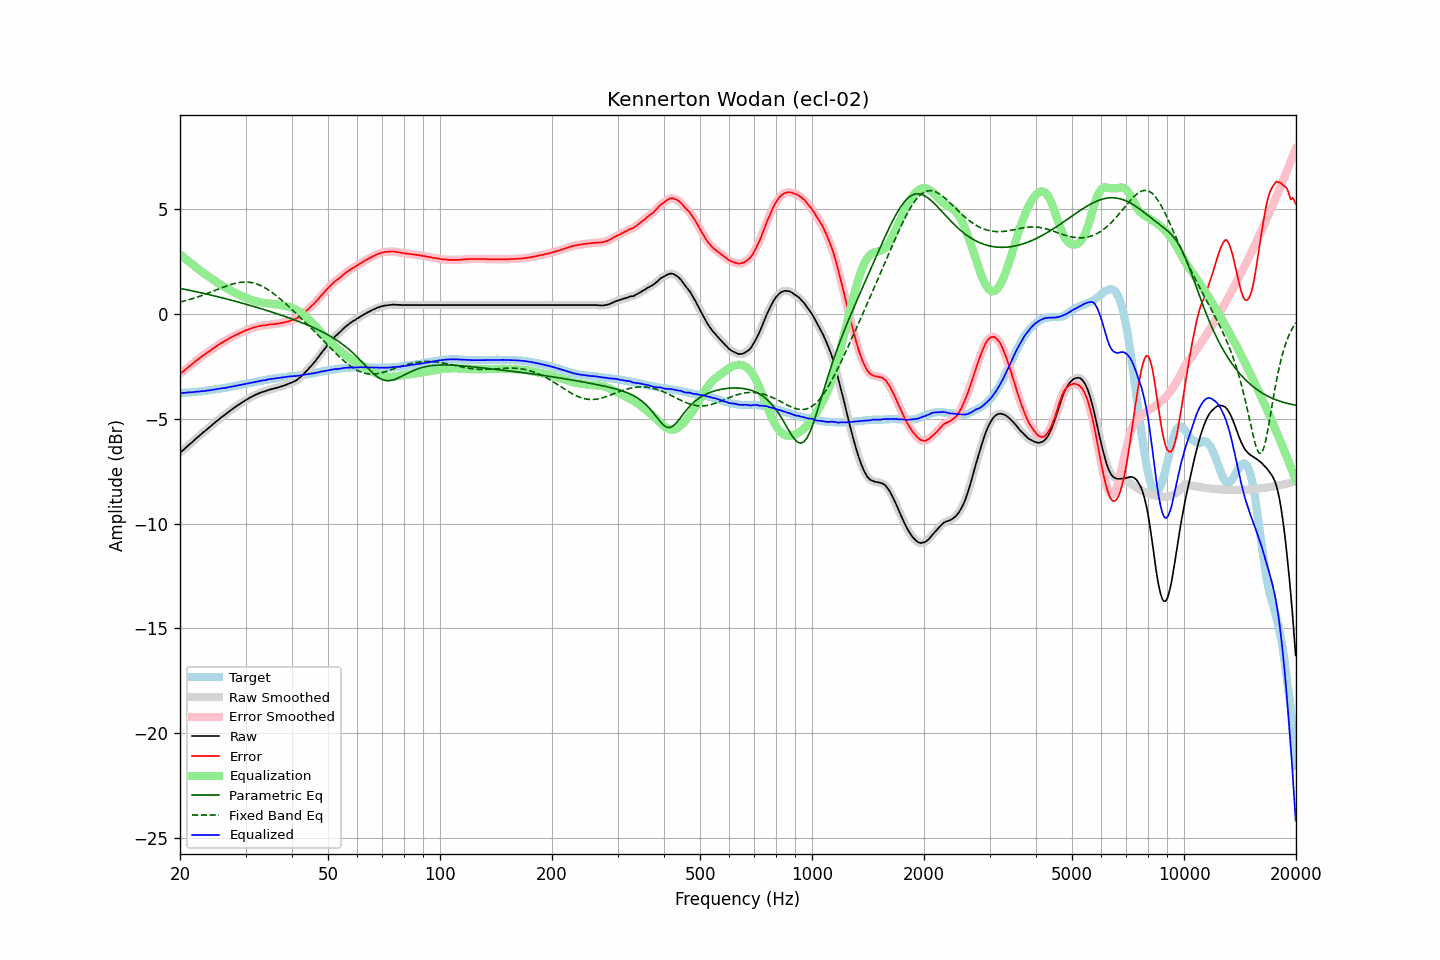 Kennerton Wodan (ecl-02)
Amplitude (dBr)
5
0
−5
−10
−15
−20
−25
Target
Raw Smoothed
Error Smoothed
Raw
Error
Equalization
Parametric Eq
Fixed Band Eq
Equalized
20 50 100 200 500 1000 2000 5000 10000 20000
Frequency (Hz)